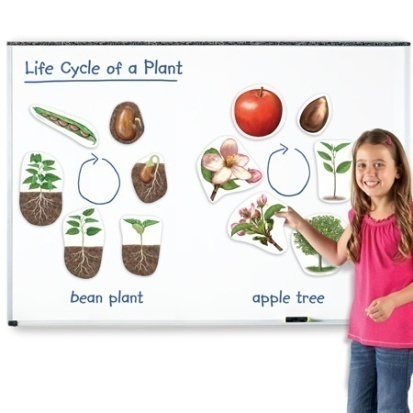 Life Cycle of a Plant
bean plant
apple tree